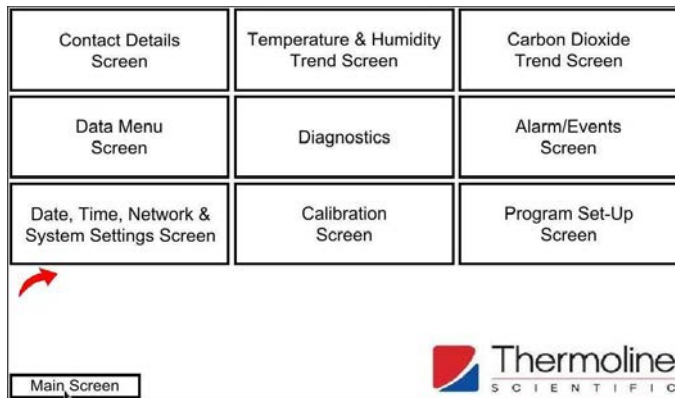 Contact Details
Screen
Temperature & Humidity
Trend Screen
Carbon Dioxide
Trend Screen
Data Menu
Screen
Diagnostics
Alarm/Events
Screen
Date, Time, Network &
System Settings Screen
Calibration
Screen
Program Set-Up
Screen
Main Screen
Thermoline
SCIENTIFIC